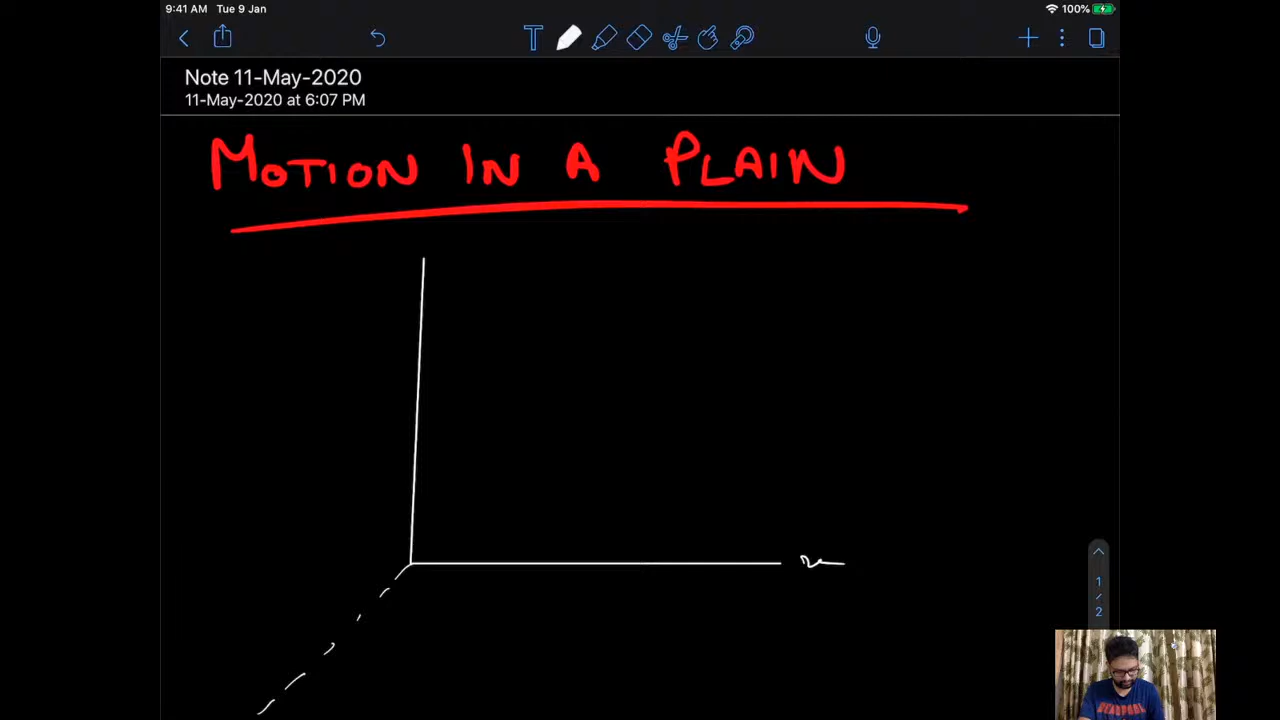 9:41 AM Tue 9 Jan
100%
T
Note 11-May-2020
11-May-2020 at 6:07 PM
MOTION IN A PLAIN
x
1
/
2
DEADPOOL